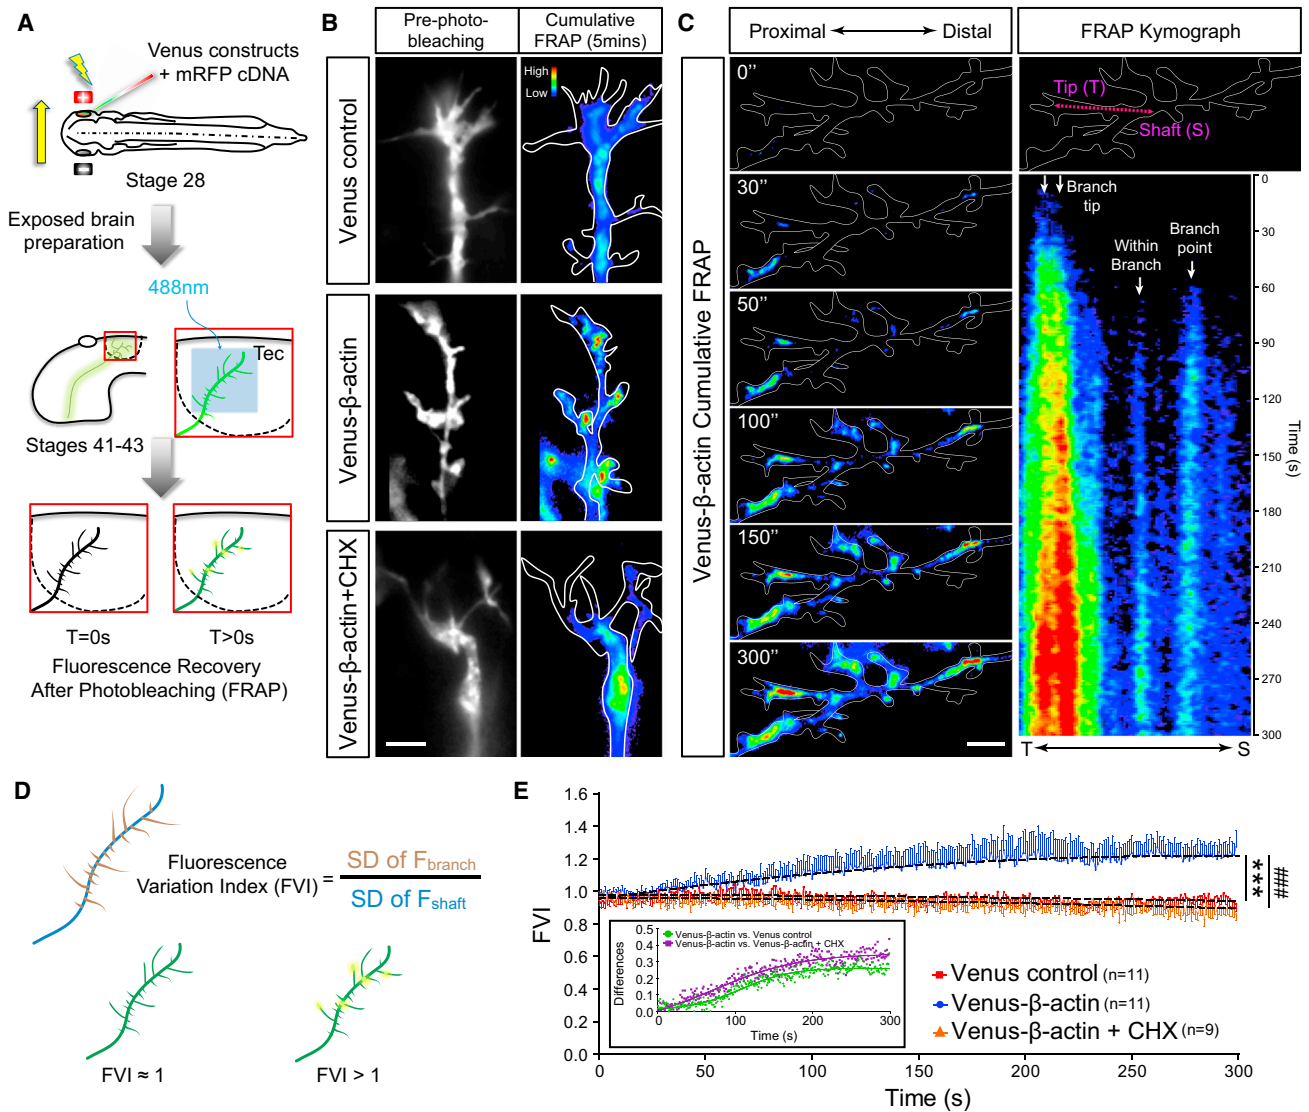 A
Venus constructs
+ mRFP cDNA
Stage 28
Exposed brain
preparation
488nm
Tec
Stages 41-43
T=0s
T>0s
Fluorescence Recovery
After Photobleaching (FRAP)
B
Pre-photo-
bleaching
Cumulative
FRAP (5mins)
Venus control
High
Low
Venus-β-actin
Venus-β-actin+CHX
C
Proximal
Distal
FRAP Kymograph
Venus-β-actin Cumulative FRAP
0’’
30’’
50’’
100’’
150’’
300’’
Tip (T)
Shaft (S)
Branch
tip
Within
Branch
Branch
point
0
30
60
90
120
150
180
210
240
270
300
Time (s)
T
S
D
Fluorescence
Variation Index (FVI)
=
SD of Fbranch
SD of Fshaft
FVI ≈ 1
FVI > 1
E
1.6
1.4
1.2
1.0
0.8
0.6
0.4
0.2
0.0
FVI
0
50
100
150
200
250
300
Time (s)
***
###
Venus-β-actin vs. Venus control
Venus-β-actin vs. Venus-β-actin + CHX
0.5
0.4
0.3
0.2
0.1
0.0
Differences
0
100
200
300
Time (s)
Venus control (n=11)
Venus-β-actin (n=11)
Venus-β-actin + CHX (n=9)